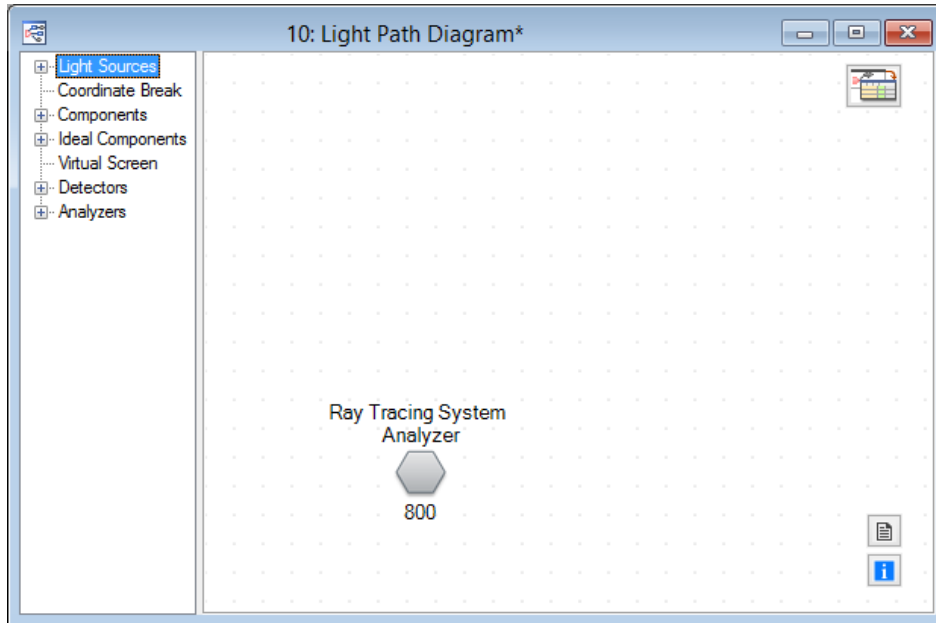 10: Light Path Diagram*
Light Sources
Coordinate Break
Components
Ideal Components
Virtual Screen
Detectors
Analyzers
Ray Tracing System
Analyzer
800